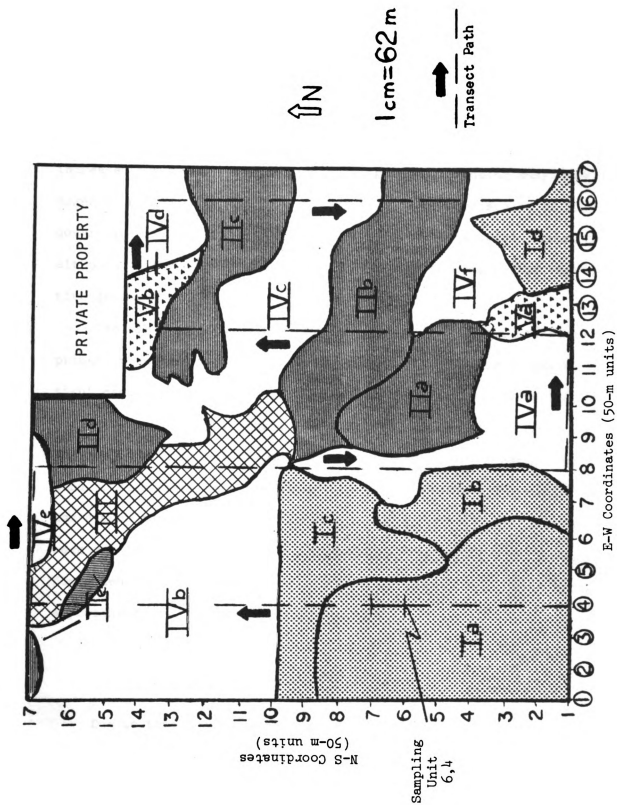 PRIVATE PROPERTY
N
1cm=62m
Transect Path
IVe
IId
Vb
IVd
III
IIe
IIc
IVb
IVc
Ic
IIb
IIa
IVf
Ib
Ia
IVa
Va
Id
17
16
15
14
13
12
11
10
9
8
7
6
5
4
3
2
1
N-S Coordinates
(50-m units)
Sampling
Unit
6,4
1 2 3 4 5 6 7 8 9 10 11 12 13 14 15 16 17
E-W Coordinates (50-m units)